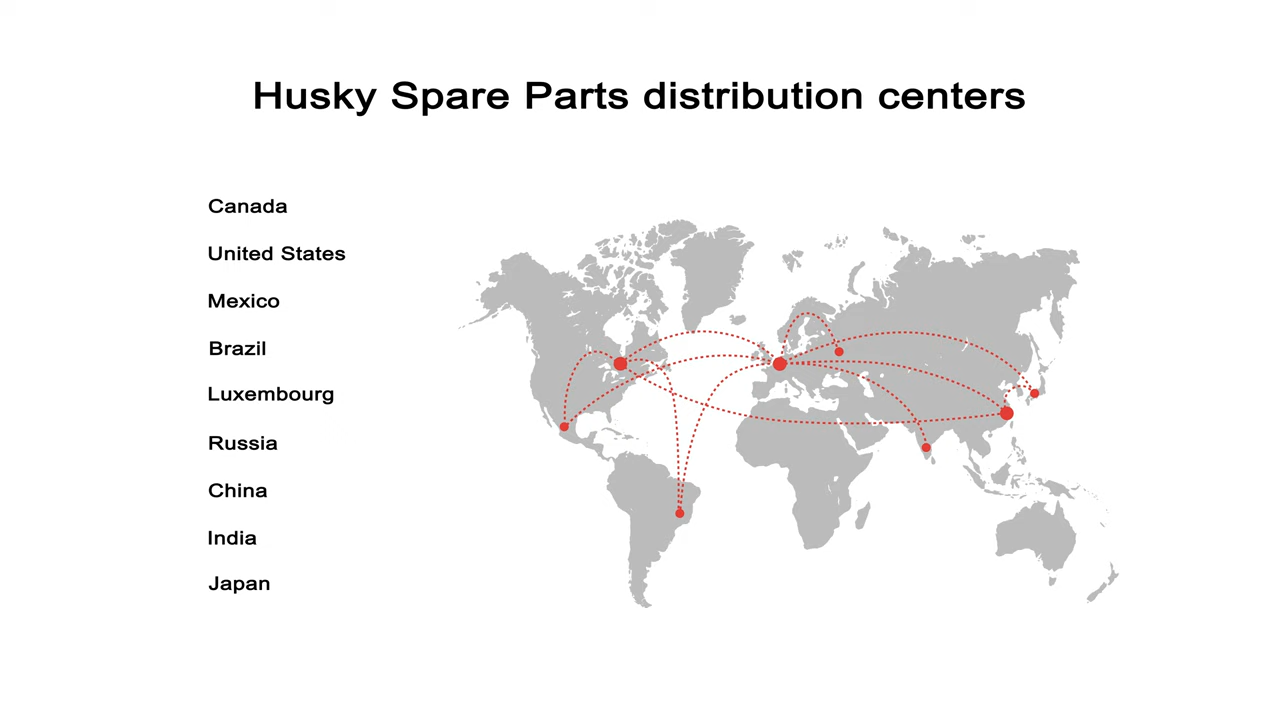 Husky Spare Parts distribution centers
Canada
United States
Mexico
Brazil
Luxembourg
Russia
China
India
Japan